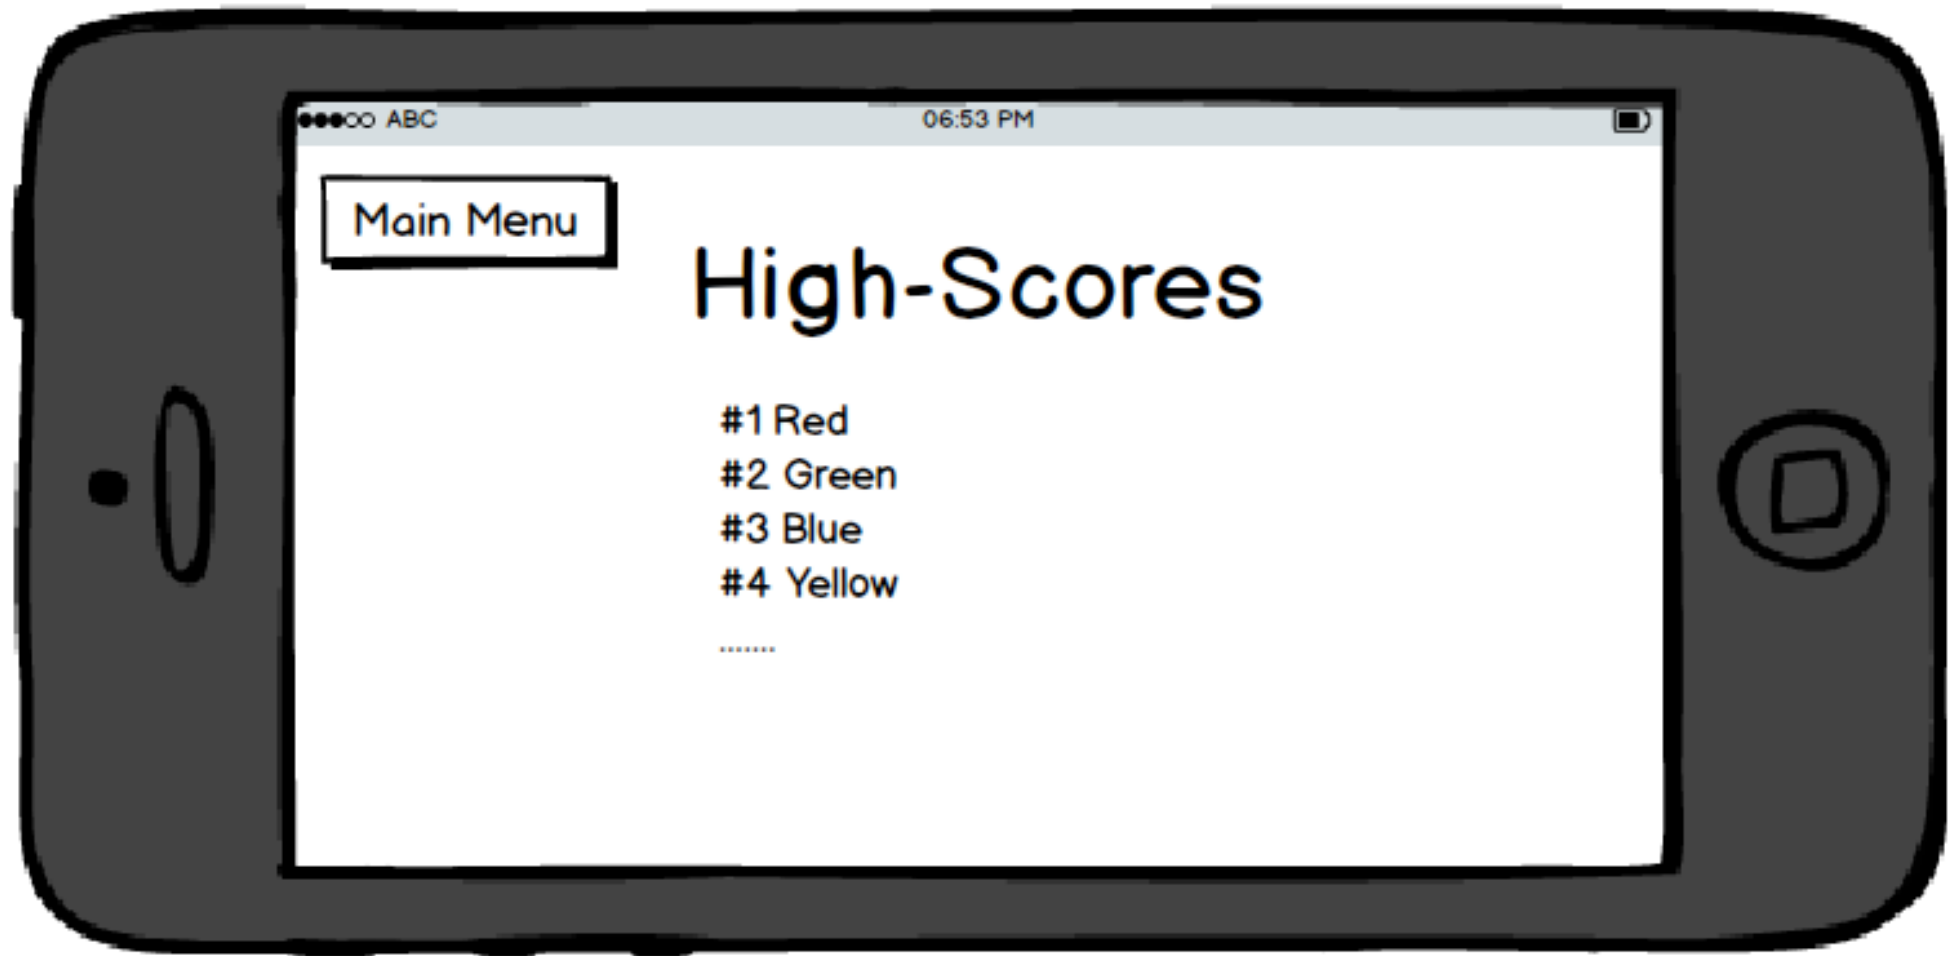 ABC 06:53 PM
Main Menu
High-Scores
#1 Red
#2 Green
#3 Blue
#4 Yellow
.......